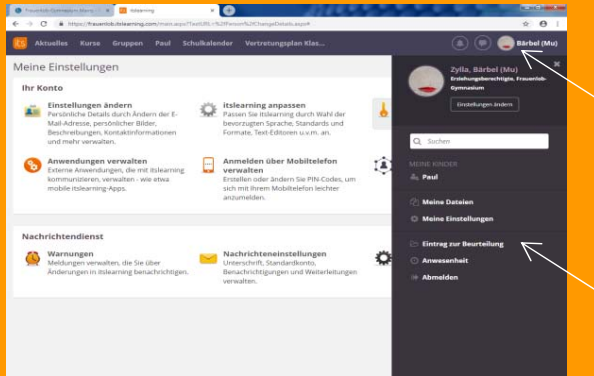 Frauenlob-Gymnasium Mainz
itslearning
https://frauenlob.itslearning.com/main.aspx?TextURL=%2fPerson%2fChangeDetails.aspx#
its Aktuelles Kurse Gruppen Paul Schulkalender Vertretungsplan Klas... Bärbel (Mu)
Meine Einstellungen
Ihr Konto
Einstellungen ändern
Persönliche Details durch Ändern der E-
Mail-Adresse, persönlicher Bilder,
Beschreibungen, Kontaktinformationen
und mehr verwalten.
itslearning anpassen
Passen Sie itslearning durch Wahl der
bevorzugten Sprache, Standards und
Formate, Text-Editoren u.v.m. an.
Anwendungen verwalten
Externe Anwendungen, die mit itslearning
kommunizieren, verwalten - wie etwa
mobile itslearning-Apps.
Anmelden über Mobiltelefon
verwalten
Erstellen oder ändern Sie PIN-Codes, um
sich mit Ihrem Mobiltelefon leichter
anzumelden.
Nachrichtendienst
Warnungen
Meldungen verwalten, die Sie über
Änderungen in itslearning benachrichtigen.
Nachrichteneinstellungen
Unterschrift, Standardkonto,
Benachrichtigungen und Weiterleitungen
verwalten.
Zylla, Bärbel (Mu)
Erziehungsberechtigte, Frauenlob-
Gymnasium
Einstellungen ändern
Suchen
MEINE KINDER
Paul
Meine Dateien
Meine Einstellungen
Eintrag zur Beurteilung
Anwesenheit
Abmelden